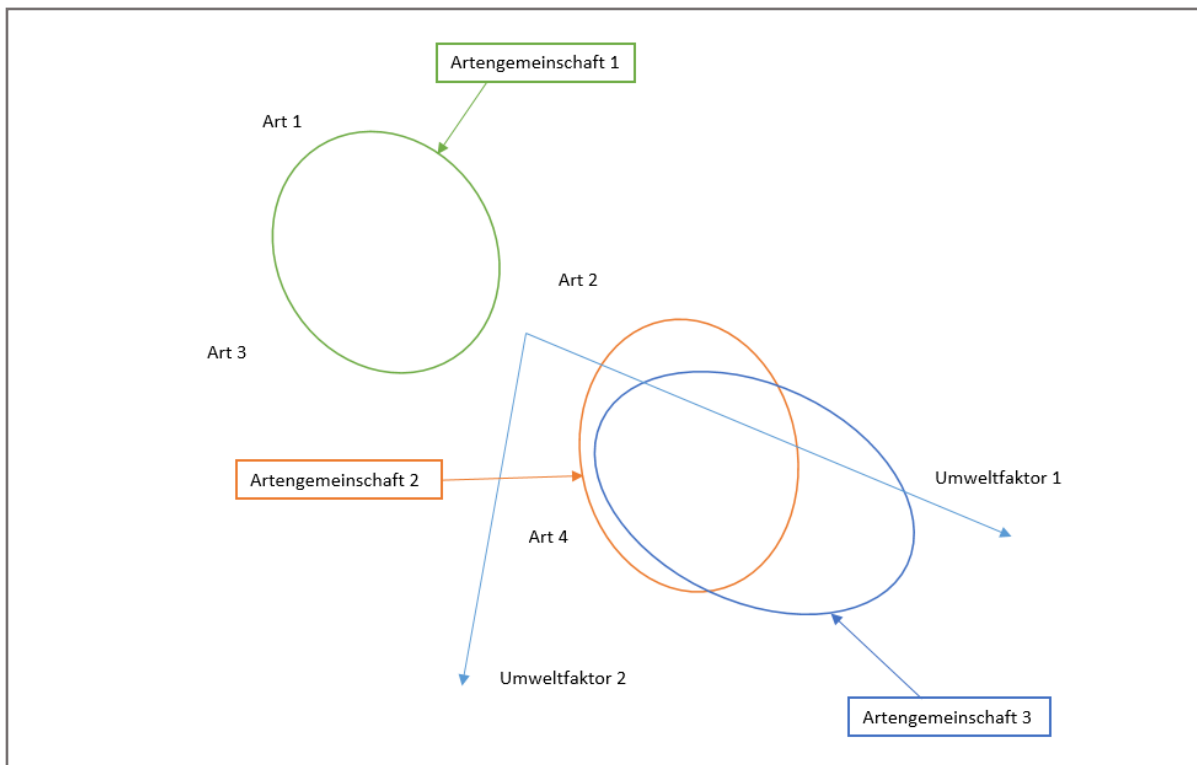 Artengemeinschaft 1
Art 1
Art 2
Art 3
Artengemeinschaft 2
Umweltfaktor 1
Art 4
Umweltfaktor 2
Artengemeinschaft 3